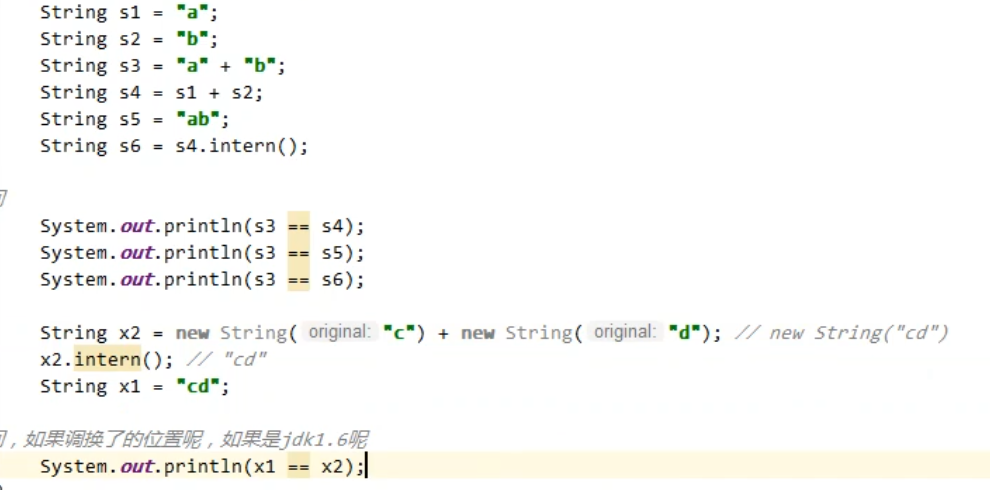 String s1 = "a";
String s2 = "b";
String s3 = "a" + "b";
String s4 = s1 + s2;
String s5 = "ab";
String s6 = s4.intern();
System.out.println(s3 == s4);
System.out.println(s3 == s5);
System.out.println(s3 == s6);
String x2 = new String( original: "c") + new String( original: "d"); // new String("cd")
x2.intern(); // "cd"
String x1 = "cd";
，如果调换了的位置呢，如果是jdk1.6呢
System.out.println(x1 == x2);